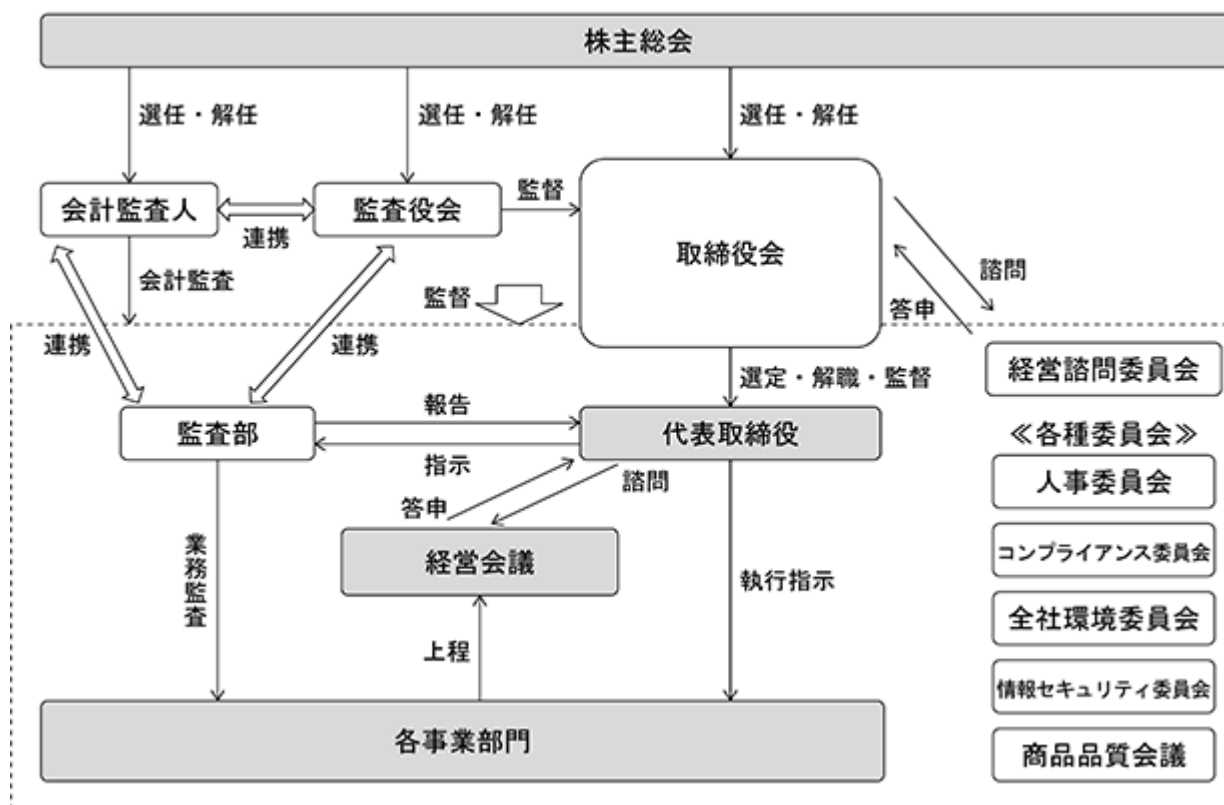 株主総会
選任・解任
選任・解任
選任・解任
会計監査人
連携
監査役会
監督
取締役会
諮問
答申
会計監査
監督
連携
連携
選定・解職・監督
経営諮問委員会
監査部
報告
指示
代表取締役
≪各種委員会≫
人事委員会
答申
諮問
経営会議
コンプライアンス委員会
業務監査
執行指示
全社環境委員会
上程
情報セキュリティ委員会
各事業部門
商品品質会議